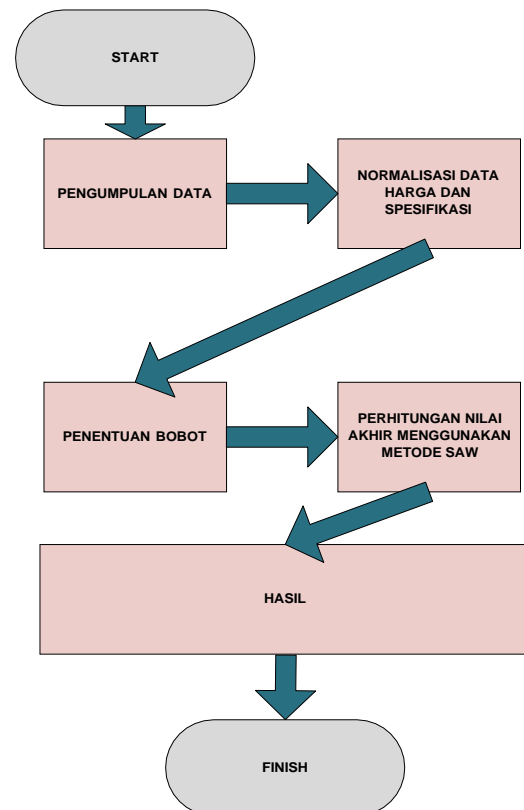 START
PENGUMPULAN DATA
NORMALISASI DATA
HARGA DAN
SPESIFIKASI
PENENTUAN BOBOT
PERHITUNGAN NILAI
AKHIR MENGGUNAKAN
METODE SAW
HASIL
FINISH